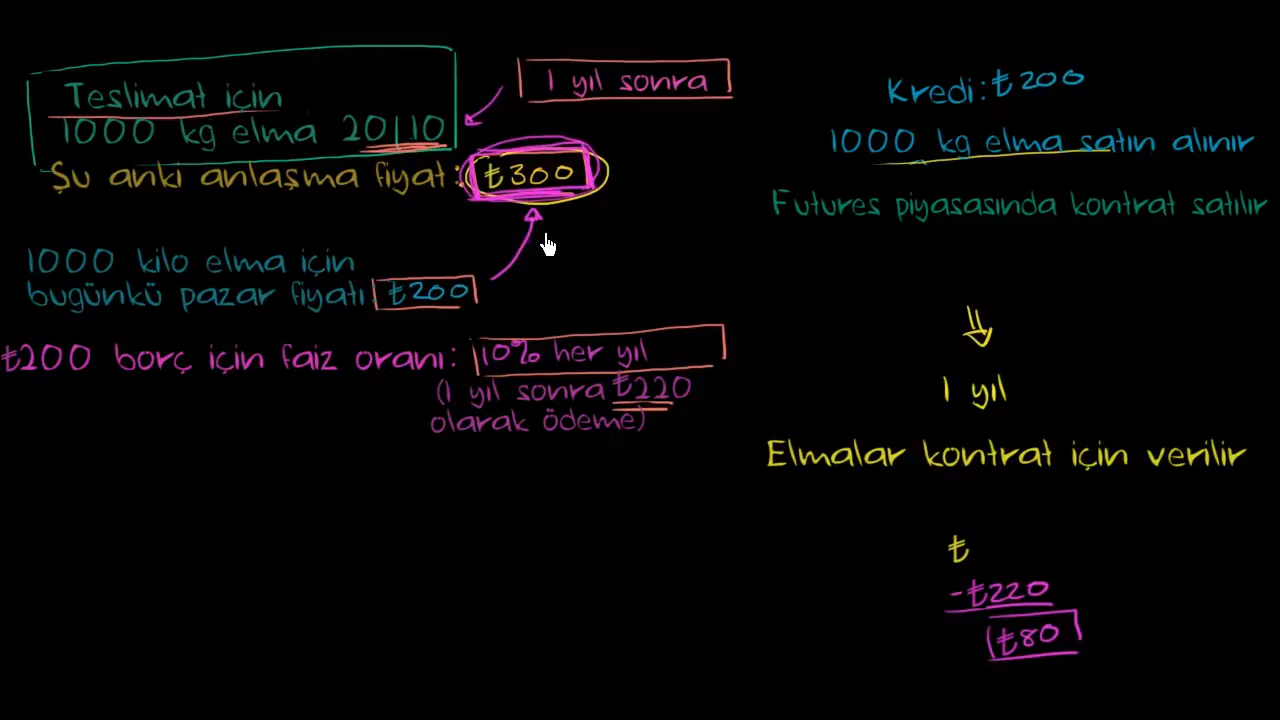 Teslimat için
1000 kg elma 20|10
1 yıl sonra
Şu anki anlaşma fiyatı: ₺300
1000 kilo elma için
bugünkü pazar fiyatı: ₺200
₺200 borç için faiz oranı: 10% her yıl
(1 yıl sonra ₺220
olarak ödeme)
Kredi: ₺200
1000 kg elma satın alınır
Futures piyasasında kontrat satılır
1 yıl
Elmalar kontrat için verilir
₺
-₺220
₺80